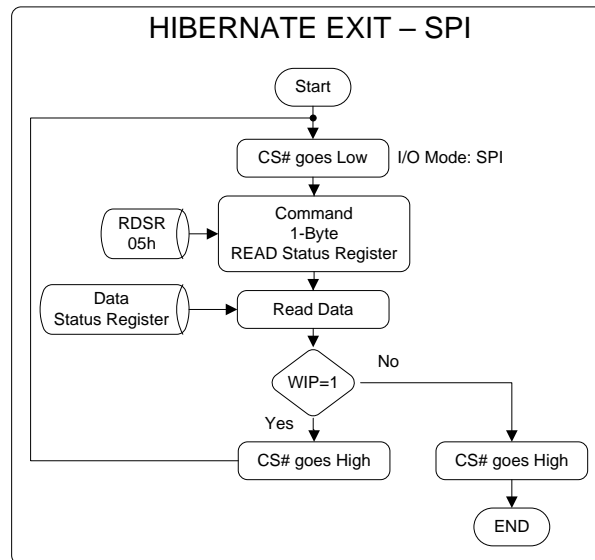 HIBERNATE EXIT – SPI
Start
CS# goes Low
I/O Mode: SPI
RDSR
05h
Command
1-Byte
READ Status Register
Data
Status Register
Read Data
WIP=1
No
Yes
CS# goes High
CS# goes High
END